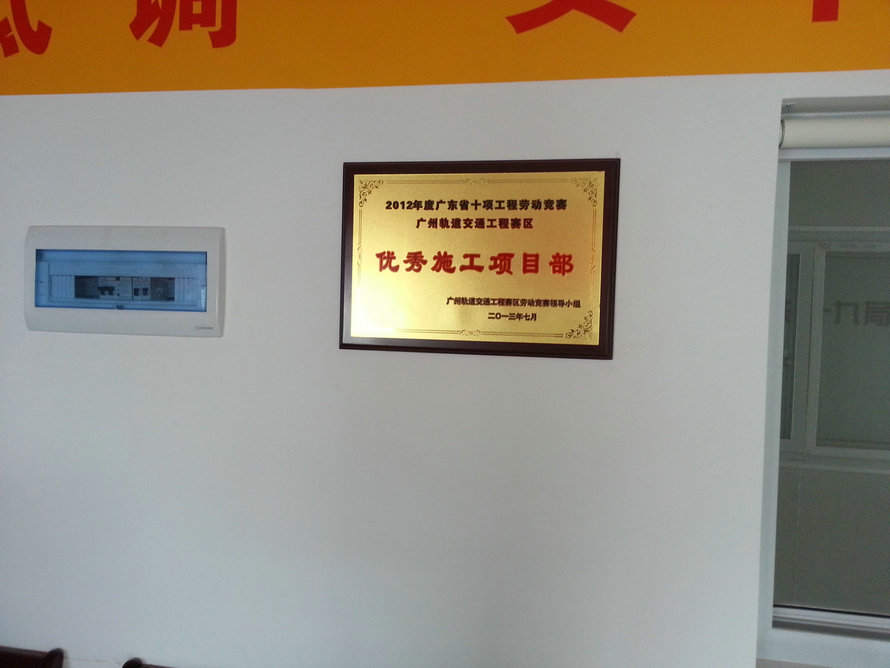 调
2012年度广东省十项工程劳动竞赛
广州轨道交通工程赛区
优秀施工项目部
广州轨道交通工程赛区劳动竞赛领导小组
二〇一三年七月